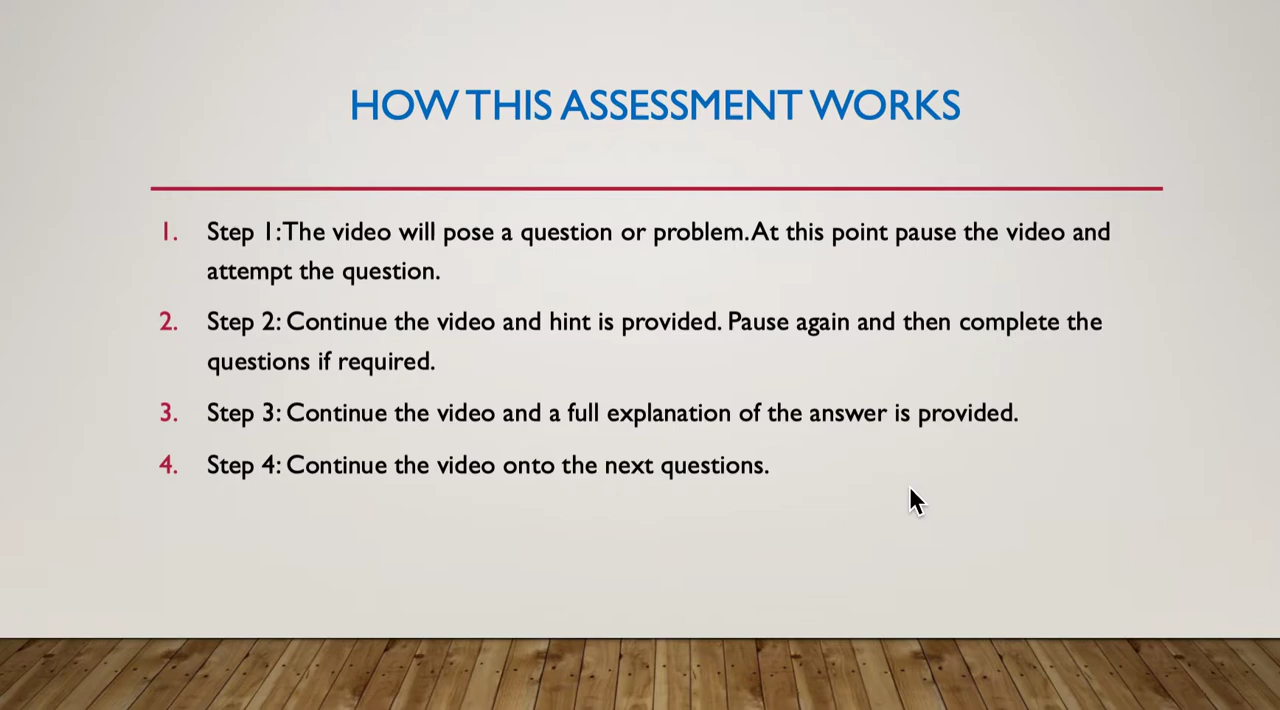 HOW THIS ASSESSMENT WORKS
1. Step 1: The video will pose a question or problem. At this point pause the video and
attempt the question.
2. Step 2: Continue the video and hint is provided. Pause again and then complete the
questions if required.
3. Step 3: Continue the video and a full explanation of the answer is provided.
4. Step 4: Continue the video onto the next questions.